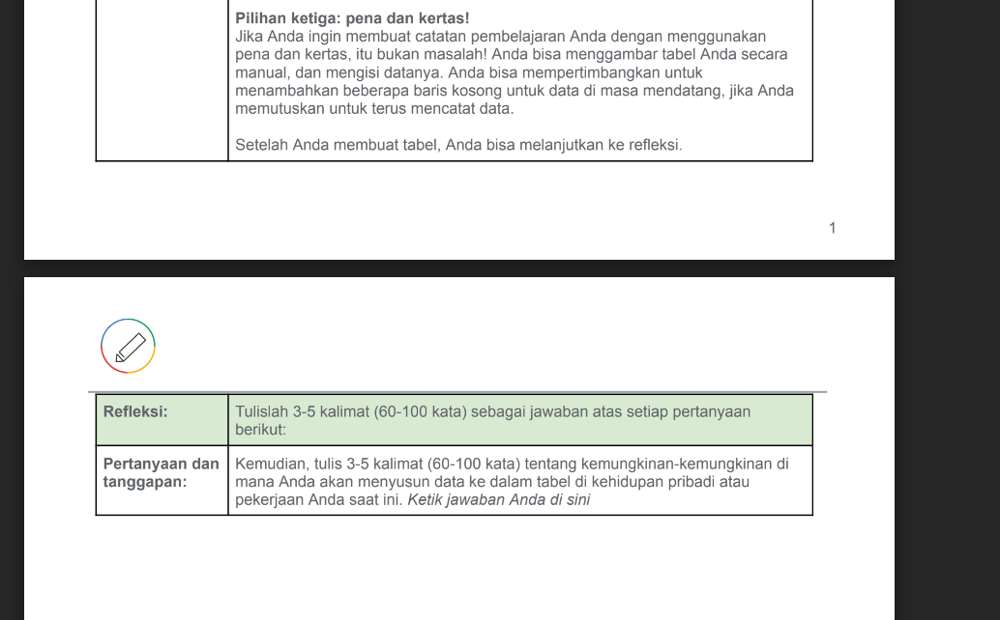 Pilihan ketiga: pena dan kertas!
Jika Anda ingin membuat catatan pembelajaran Anda dengan menggunakan
pena dan kertas, itu bukan masalah! Anda bisa menggambar tabel Anda secara
manual, dan mengisi datanya. Anda bisa mempertimbangkan untuk
menambahkan beberapa baris kosong untuk data di masa mendatang, jika Anda
memutuskan untuk terus mencatat data.
Setelah Anda membuat tabel, Anda bisa melanjutkan ke refleksi.
1
Refleksi:
Tulislah 3-5 kalimat (60-100 kata) sebagai jawaban atas setiap pertanyaan
berikut:
Pertanyaan dan
tanggapan:
Kemudian, tulis 3-5 kalimat (60-100 kata) tentang kemungkinan-kemungkinan di
mana Anda akan menyusun data ke dalam tabel di kehidupan pribadi atau
pekerjaan Anda saat ini. Ketik jawaban Anda di sini